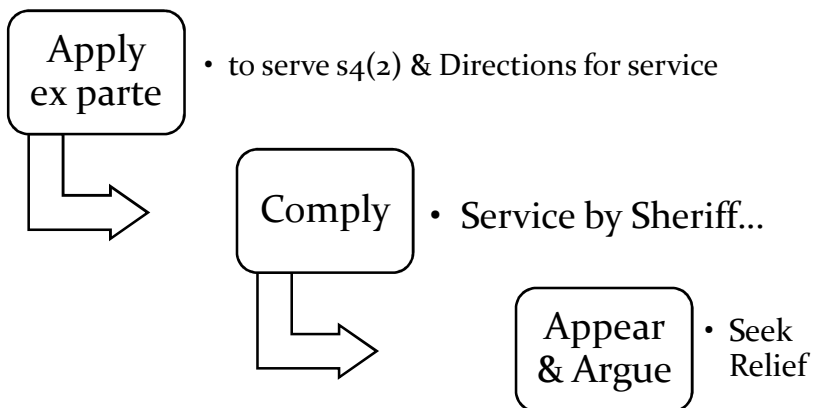 Apply
ex parte
• to serve s4(2) & Directions for service
Comply
• Service by Sheriff...
Appear
& Argue
• Seek
Relief